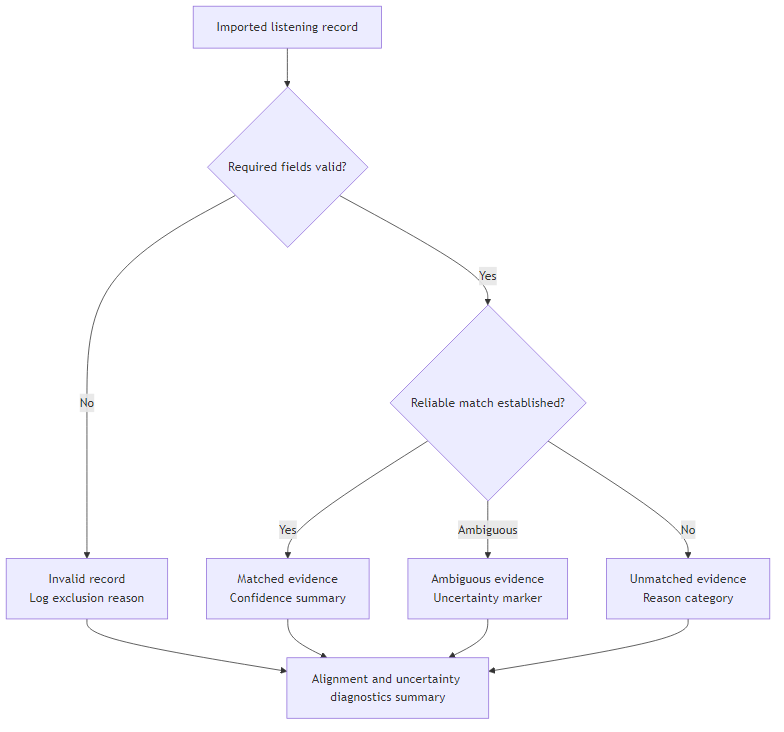 Imported listening record
Required fields valid?
Yes
No
Reliable match established?
Yes
Ambiguous
No
Invalid record
Log exclusion reason
Matched evidence
Confidence summary
Ambiguous evidence
Uncertainty marker
Unmatched evidence
Reason category
Alignment and uncertainty
diagnostics summary